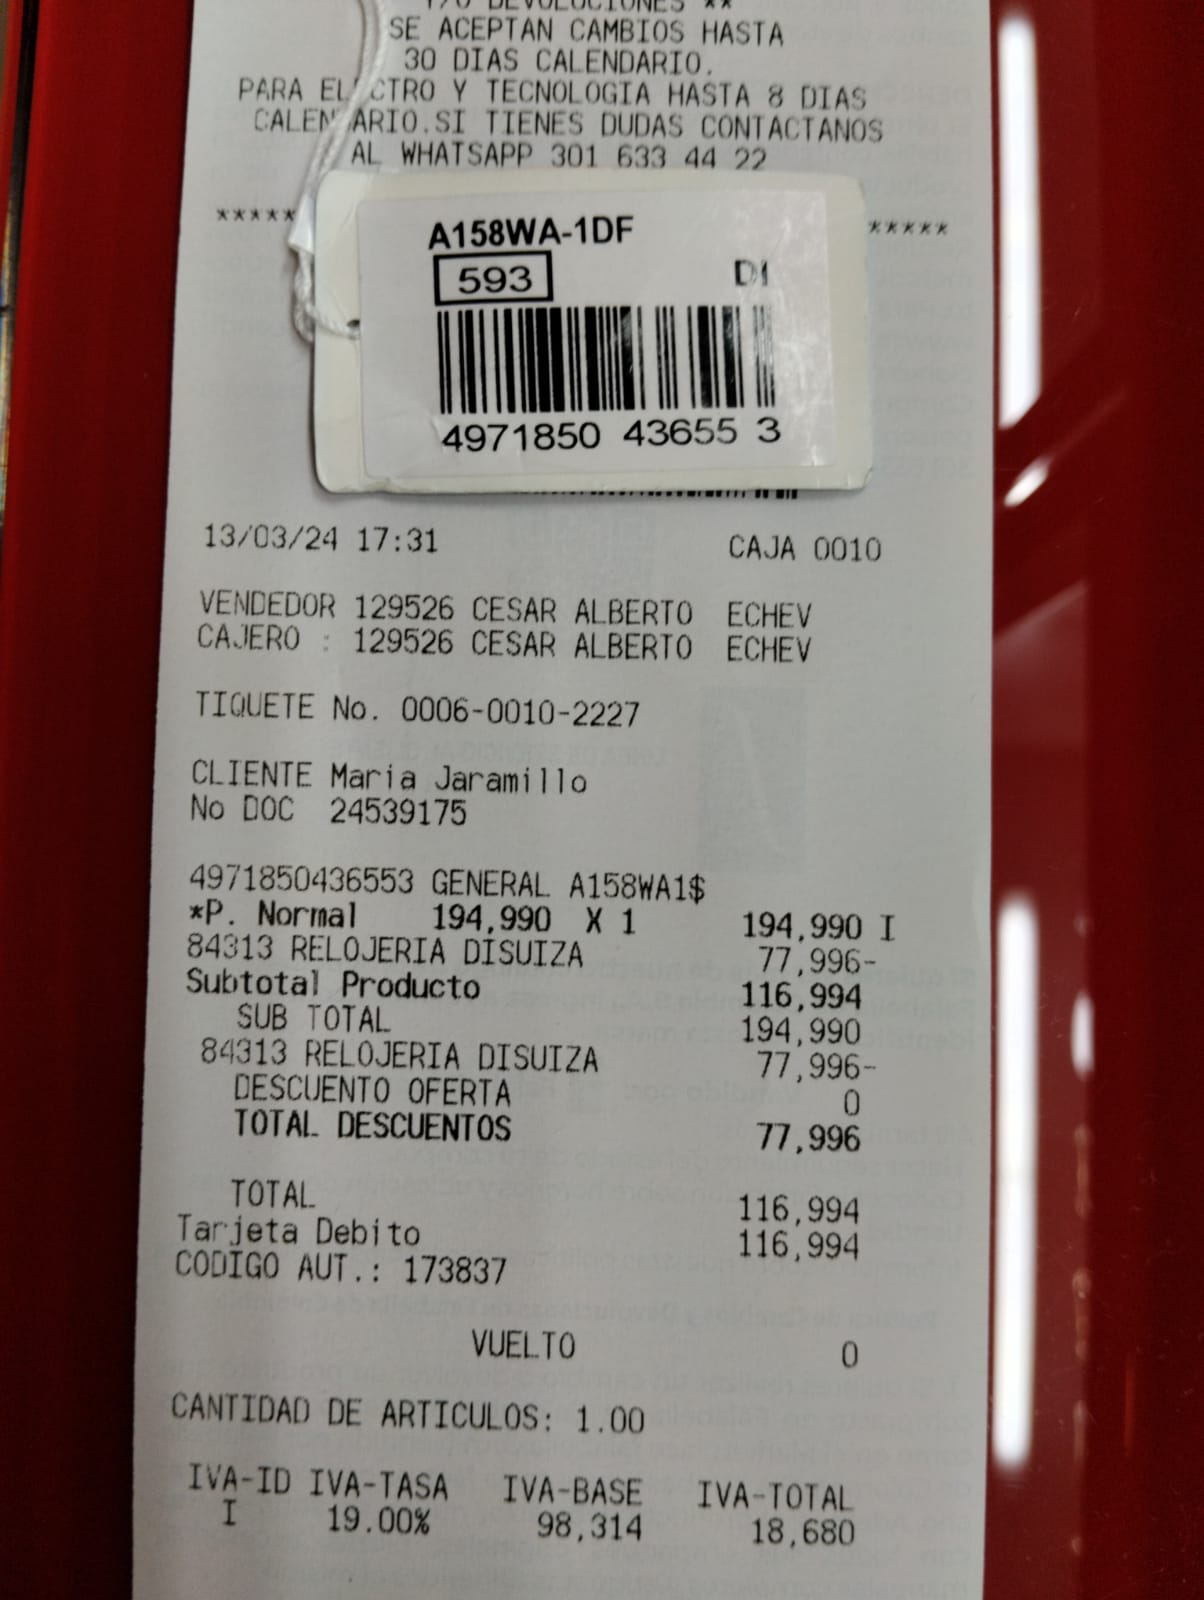 Y/O DEVOLUCIONES **
SE ACEPTAN CAMBIOS HASTA
30 DIAS CALENDARIO.
PARA ELECTRO Y TECNOLOGIA HASTA 8 DIAS
CALENDARIO.SI TIENES DUDAS CONTACTANOS
AL WHATSAPP 301 633 44 22
***** *****
A158WA-1DF
593 DI
4971850 43655 3
13/03/24 17:31 CAJA 0010
VENDEDOR 129526 CESAR ALBERTO ECHEV
CAJERO : 129526 CESAR ALBERTO ECHEV
TIQUETE No. 0006-0010-2227
CLIENTE Maria Jaramillo
No DOC 24539175
4971850436553 GENERAL A158WA1$
*P. Normal 194,990 X 1 194,990 I
84313 RELOJERIA DISUIZA 77,996-
Subtotal Producto 116,994
SUB TOTAL 194,990
84313 RELOJERIA DISUIZA 77,996-
DESCUENTO OFERTA 0
TOTAL DESCUENTOS 77,996
TOTAL 116,994
Tarjeta Debito 116,994
CODIGO AUT.: 173837
VUELTO 0
CANTIDAD DE ARTICULOS: 1.00
IVA-ID IVA-TASA IVA-BASE IVA-TOTAL
I 19.00% 98,314 18,680